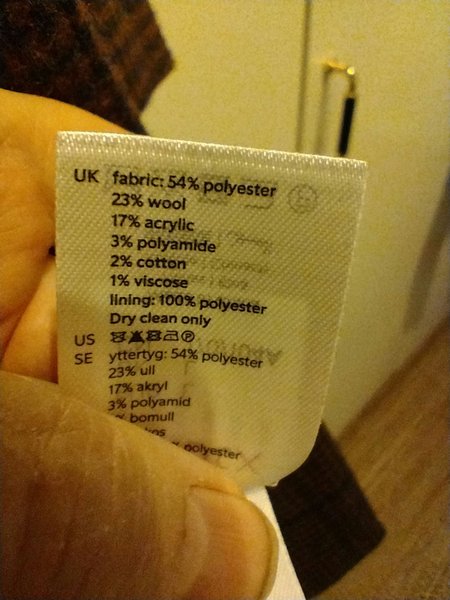 UK fabric: 54% polyester
23% wool
17% acrylic
3% polyamide
2% cotton
1% viscose
lining: 100% polyester
Dry clean only
US
SE yttertyg: 54% polyester
23% ull
17% akryl
3% polyamid
% bomull
% polyester